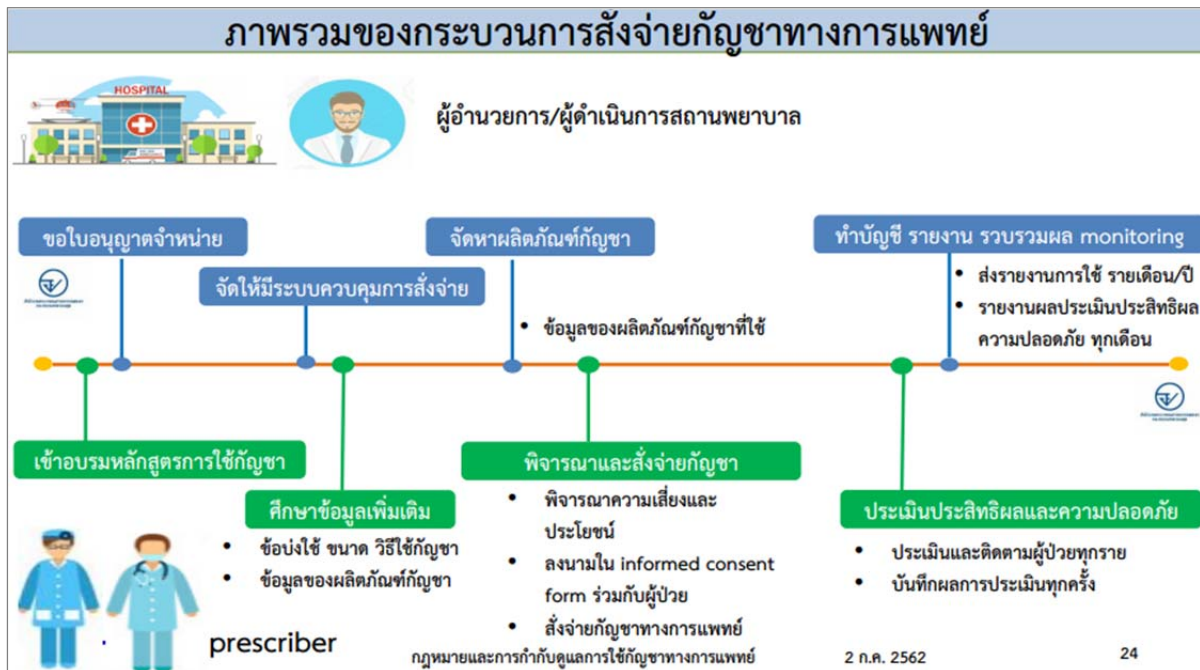 ภาพรวมของกระบวนการสั่งจ่ายกัญชาทางการแพทย์
HOSPITAL
ผู้อำนวยการ/ผู้ดำเนินการสถานพยาบาล
ขอใบอนุญาตจำหน่าย
จัดให้มีระบบควบคุมการสั่งจ่าย
จัดหาผลิตภัณฑ์กัญชา
• ข้อมูลของผลิตภัณฑ์กัญชาที่ใช้
ทำบัญชี รายงาน รวบรวมผล monitoring
• ส่งรายงานการใช้ รายเดือน/ปี
• รายงานผลประเมินประสิทธิผล
ความปลอดภัย ทุกเดือน
เข้าอบรมหลักสูตรการใช้กัญชา
ศึกษาข้อมูลเพิ่มเติม
• ข้อบ่งใช้ ขนาด วิธีใช้กัญชา
• ข้อมูลของผลิตภัณฑ์กัญชา
พิจารณาและสั่งจ่ายกัญชา
• พิจารณาความเสี่ยงและ
ประโยชน์
• ลงนามใน informed consent
form ร่วมกับผู้ป่วย
• สั่งจ่ายกัญชาทางการแพทย์
ประเมินประสิทธิผลและความปลอดภัย
• ประเมินและติดตามผู้ป่วยทุกราย
• บันทึกผลการประเมินทุกครั้ง
prescriber
กฎหมายและการกำกับดูแลการใช้กัญชาทางการแพทย์
2 ก.ค. 2562
24